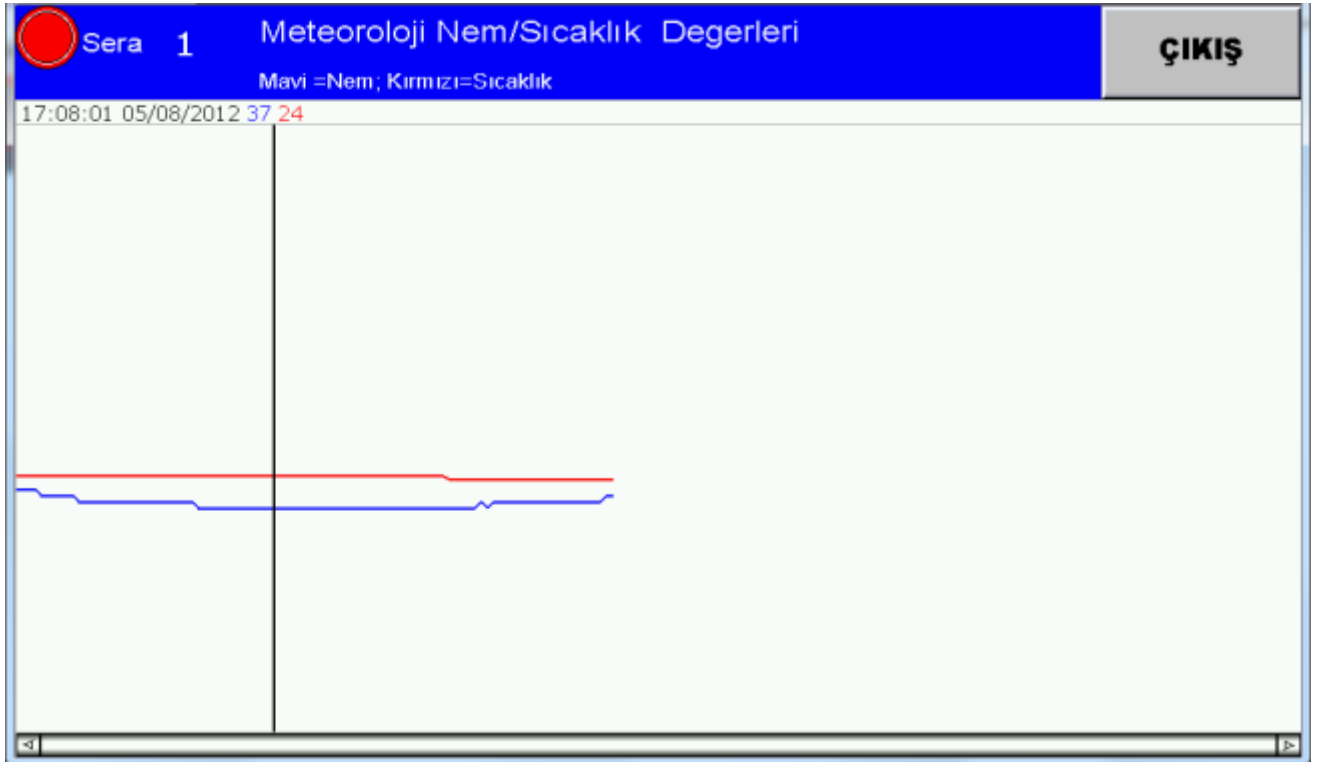 Sera 1
Meteoroloji Nem/Sıcaklık Degerleri
Mavi =Nem; Kırmızı=Sıcaklık
ÇIKIŞ
17:08:01 05/08/2012 37 24